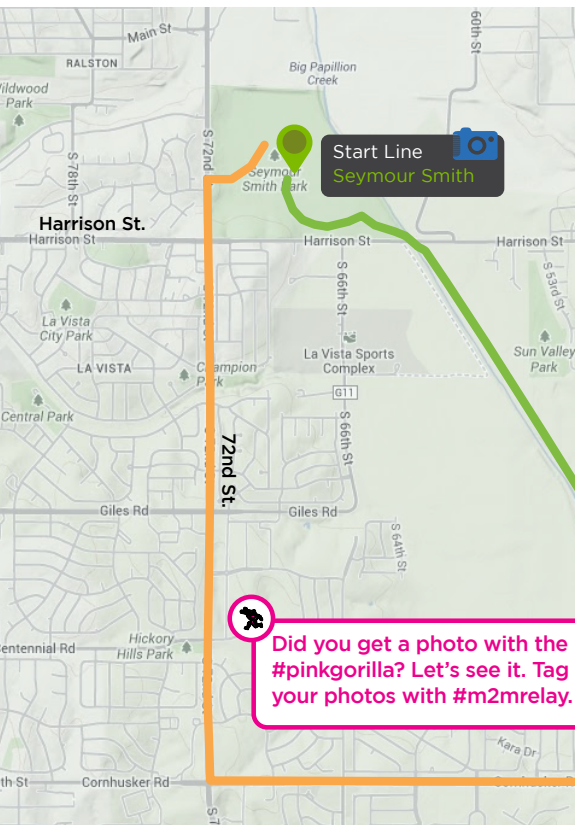 60th St
Main St
RALSTON
Big Papillion
Creek
Wildwood
Park
S 72nd
Start Line
Seymour Smith
Seymour
Smith Park
S 78th St
Harrison St.
Harrison St
Harrison St
Harrison St
S 66th St
S 53rd St
La Vista
City Park
La Vista Sports
Complex
Sun Valley
Park
LA VISTA
Champion
Park
G11
Central Park
S 66th St
72nd St.
Giles Rd
Giles Rd
S 64th St
Did you get a photo with the
#pinkgorilla? Let's see it. Tag
your photos with #m2mrelay.
Hickory
Hills Park
entennial Rd
Kara Dr
th St
Cornhusker Rd
S 7